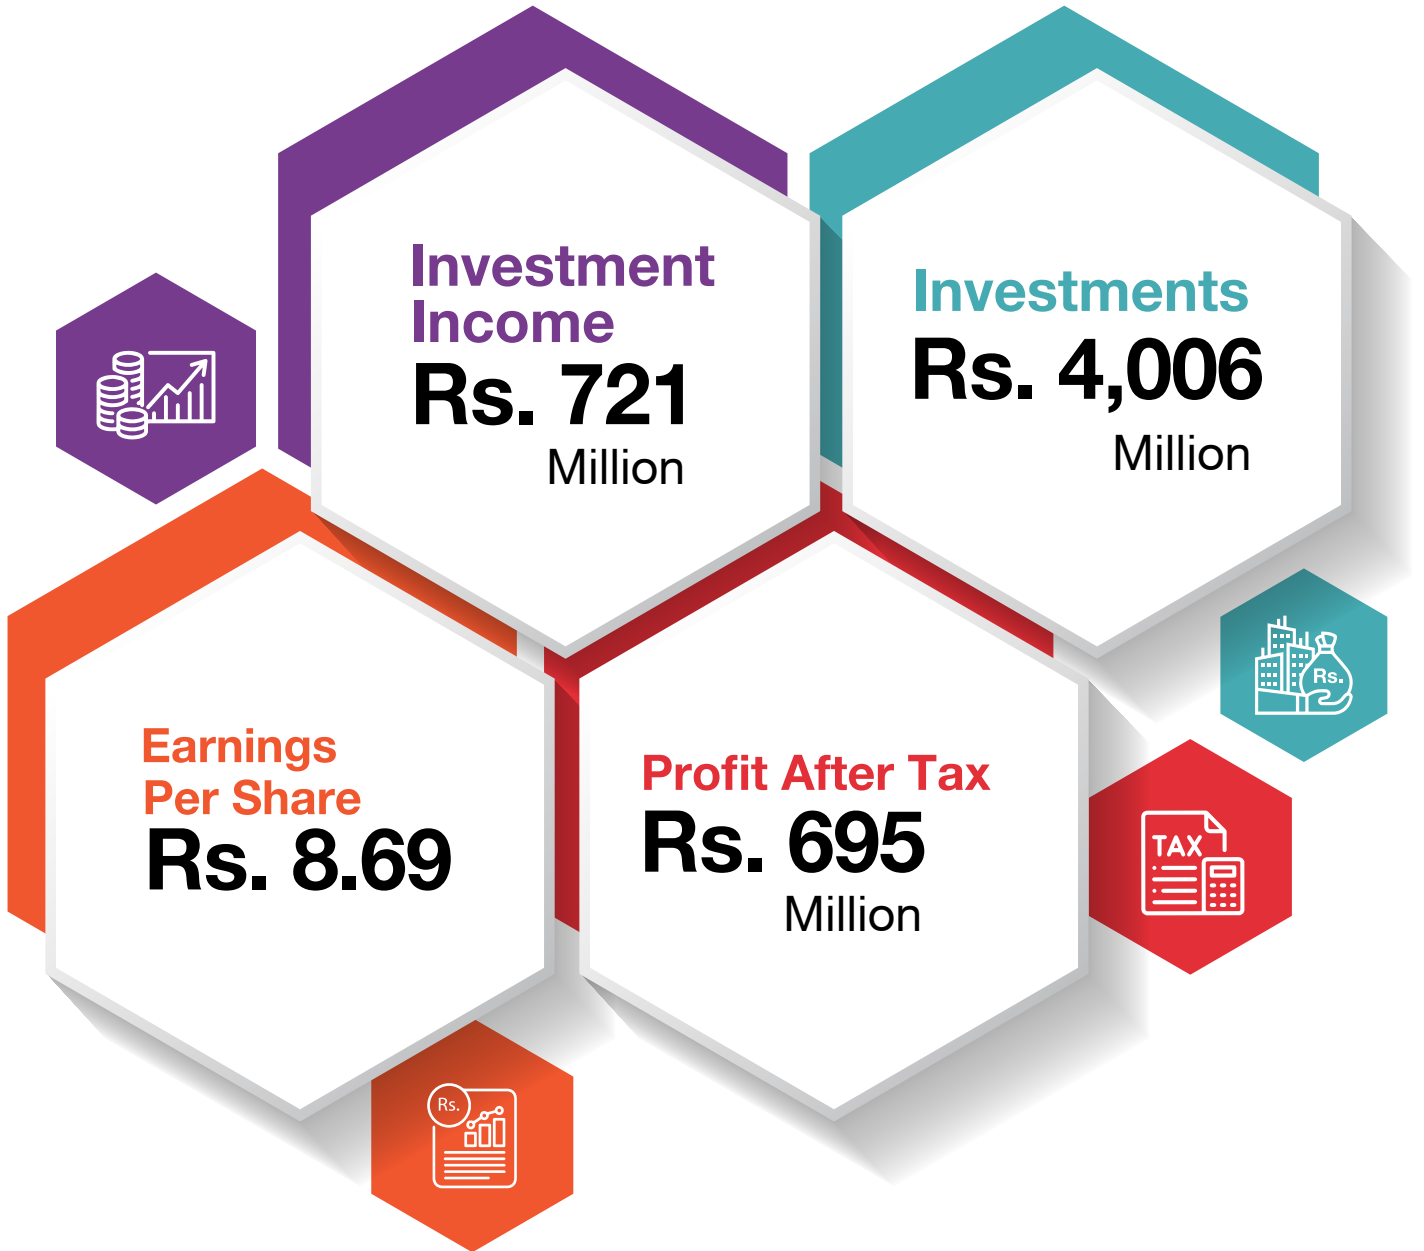 Investment
Income
Rs. 721
Million
Investments
Rs. 4,006
Million
Rs.
Earnings
Per Share
Rs. 8.69
Profit After Tax
Rs. 695
Million
TAX
Rs.